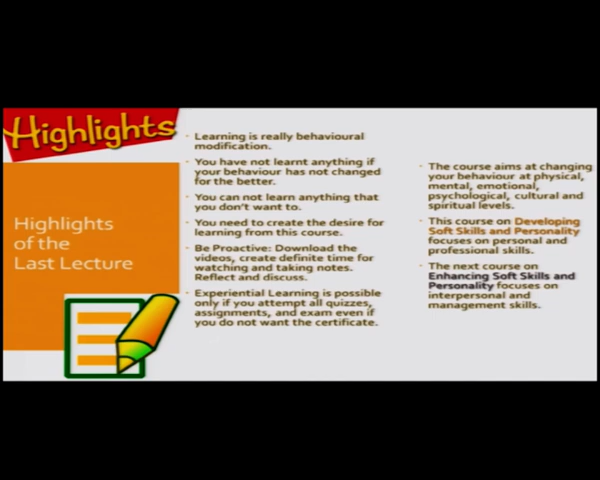 Highlights
Highlights
of the
Last Lecture
Learning is really behavioural
modification.
You have not learnt anything if
your behaviour has not changed
for the better.
You can not learn anything that
you don't want to.
You need to create the desire for
learning from this course.
Be Proactive: Download the
videos, create definite time for
watching and taking notes.
Reflect and discuss.
Experiential Learning is possible
only if you attempt all quizzes,
assignments, and exam even if
you do not want the certificate.
The course aims at changing
your behaviour at physical,
mental, emotional,
psychological, cultural and
spiritual levels.
This course on Developing
Soft Skills and Personality
focuses on personal and
professional skills.
The next course on
Enhancing Soft Skills and
Personality focuses on
interpersonal and
management skills.